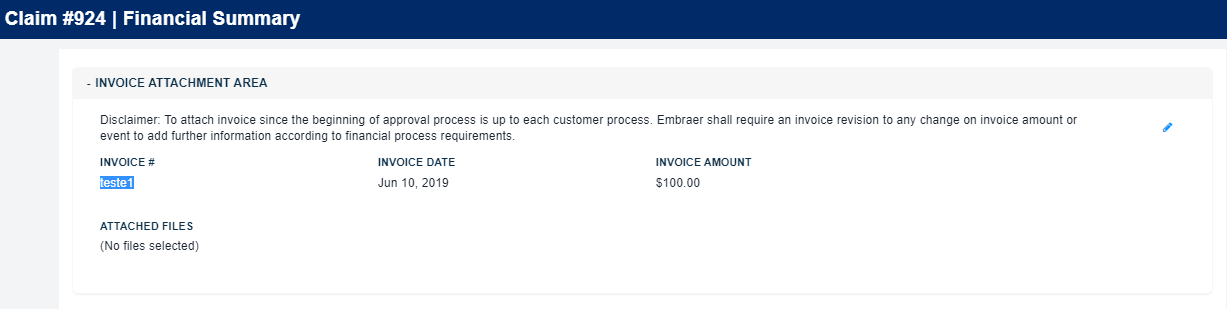 Claim #924 | Financial Summary
- INVOICE ATTACHMENT AREA
Disclaimer: To attach invoice since the beginning of approval process is up to each customer process. Embraer shall require an invoice revision to any change on invoice amount or
event to add further information according to financial process requirements.
INVOICE # INVOICE DATE INVOICE AMOUNT
teste1 Jun 10, 2019 $100.00
ATTACHED FILES
(No files selected)